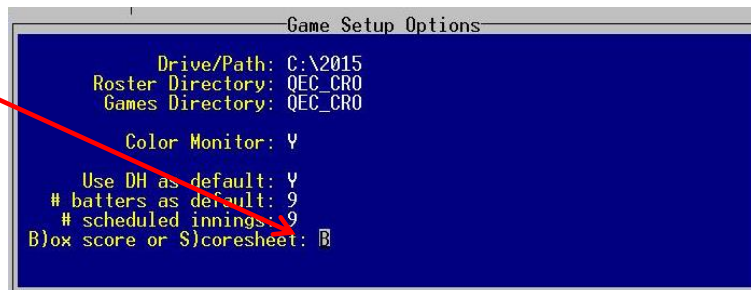 Game Setup Options
Drive/Path: C:\2015
Roster Directory: QEC_CRO
Games Directory: QEC_CRO
Color Monitor: Y
Use DH as default: Y
# batters as default: 9
# scheduled innings: 9
B)ox score or S)coresheet: B